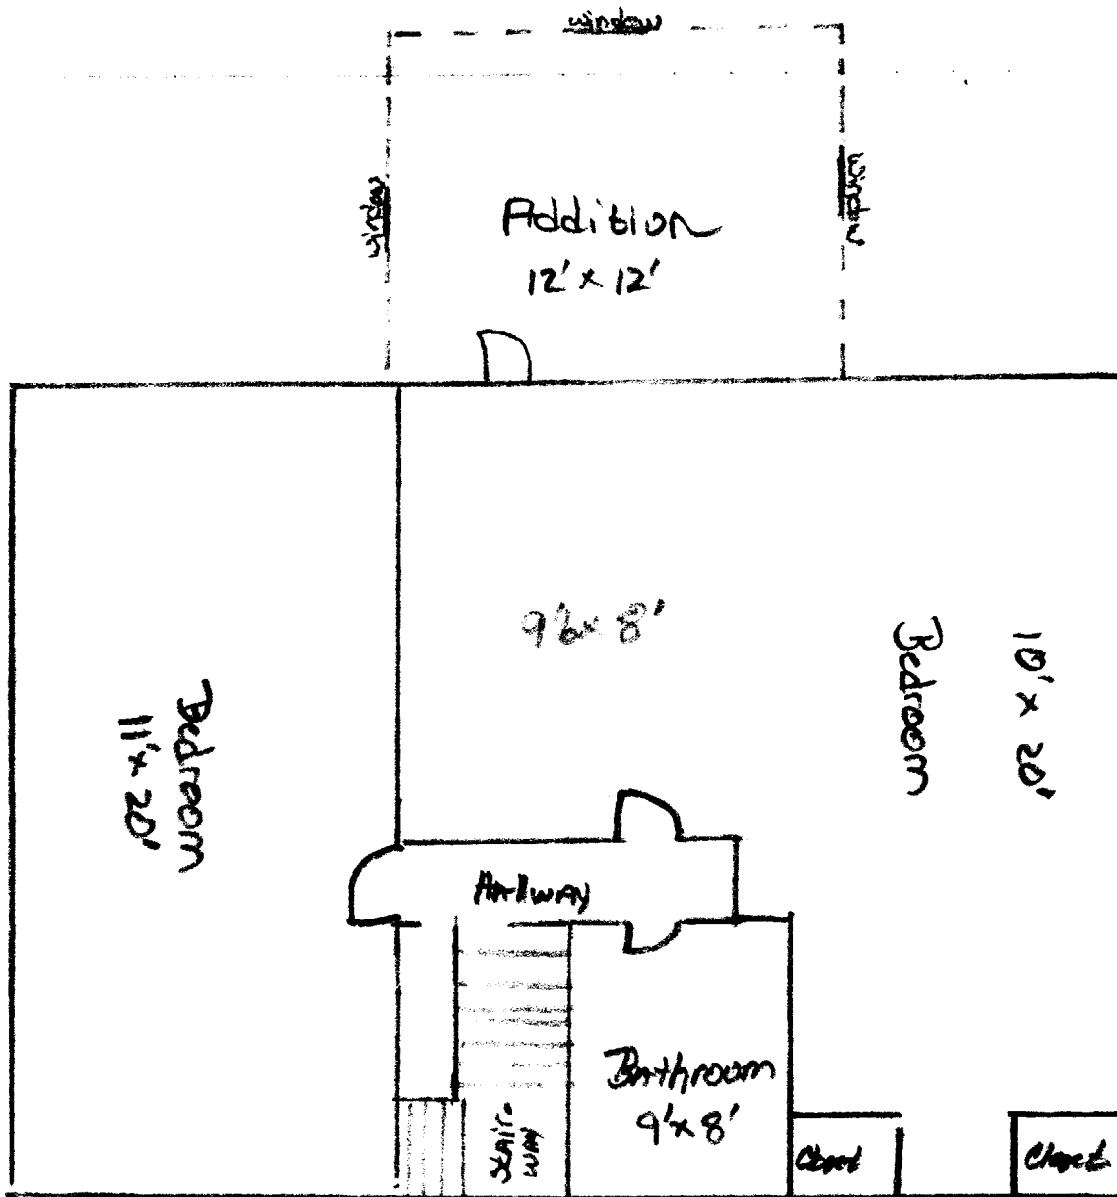 window
window
window
Addition
12' x 12'
9'6 x 8'
Bedroom
11' x 20'
Bedroom
10' x 20'
Hallway
Bathroom
9' x 8'
Stair-
way
Closet
Closet